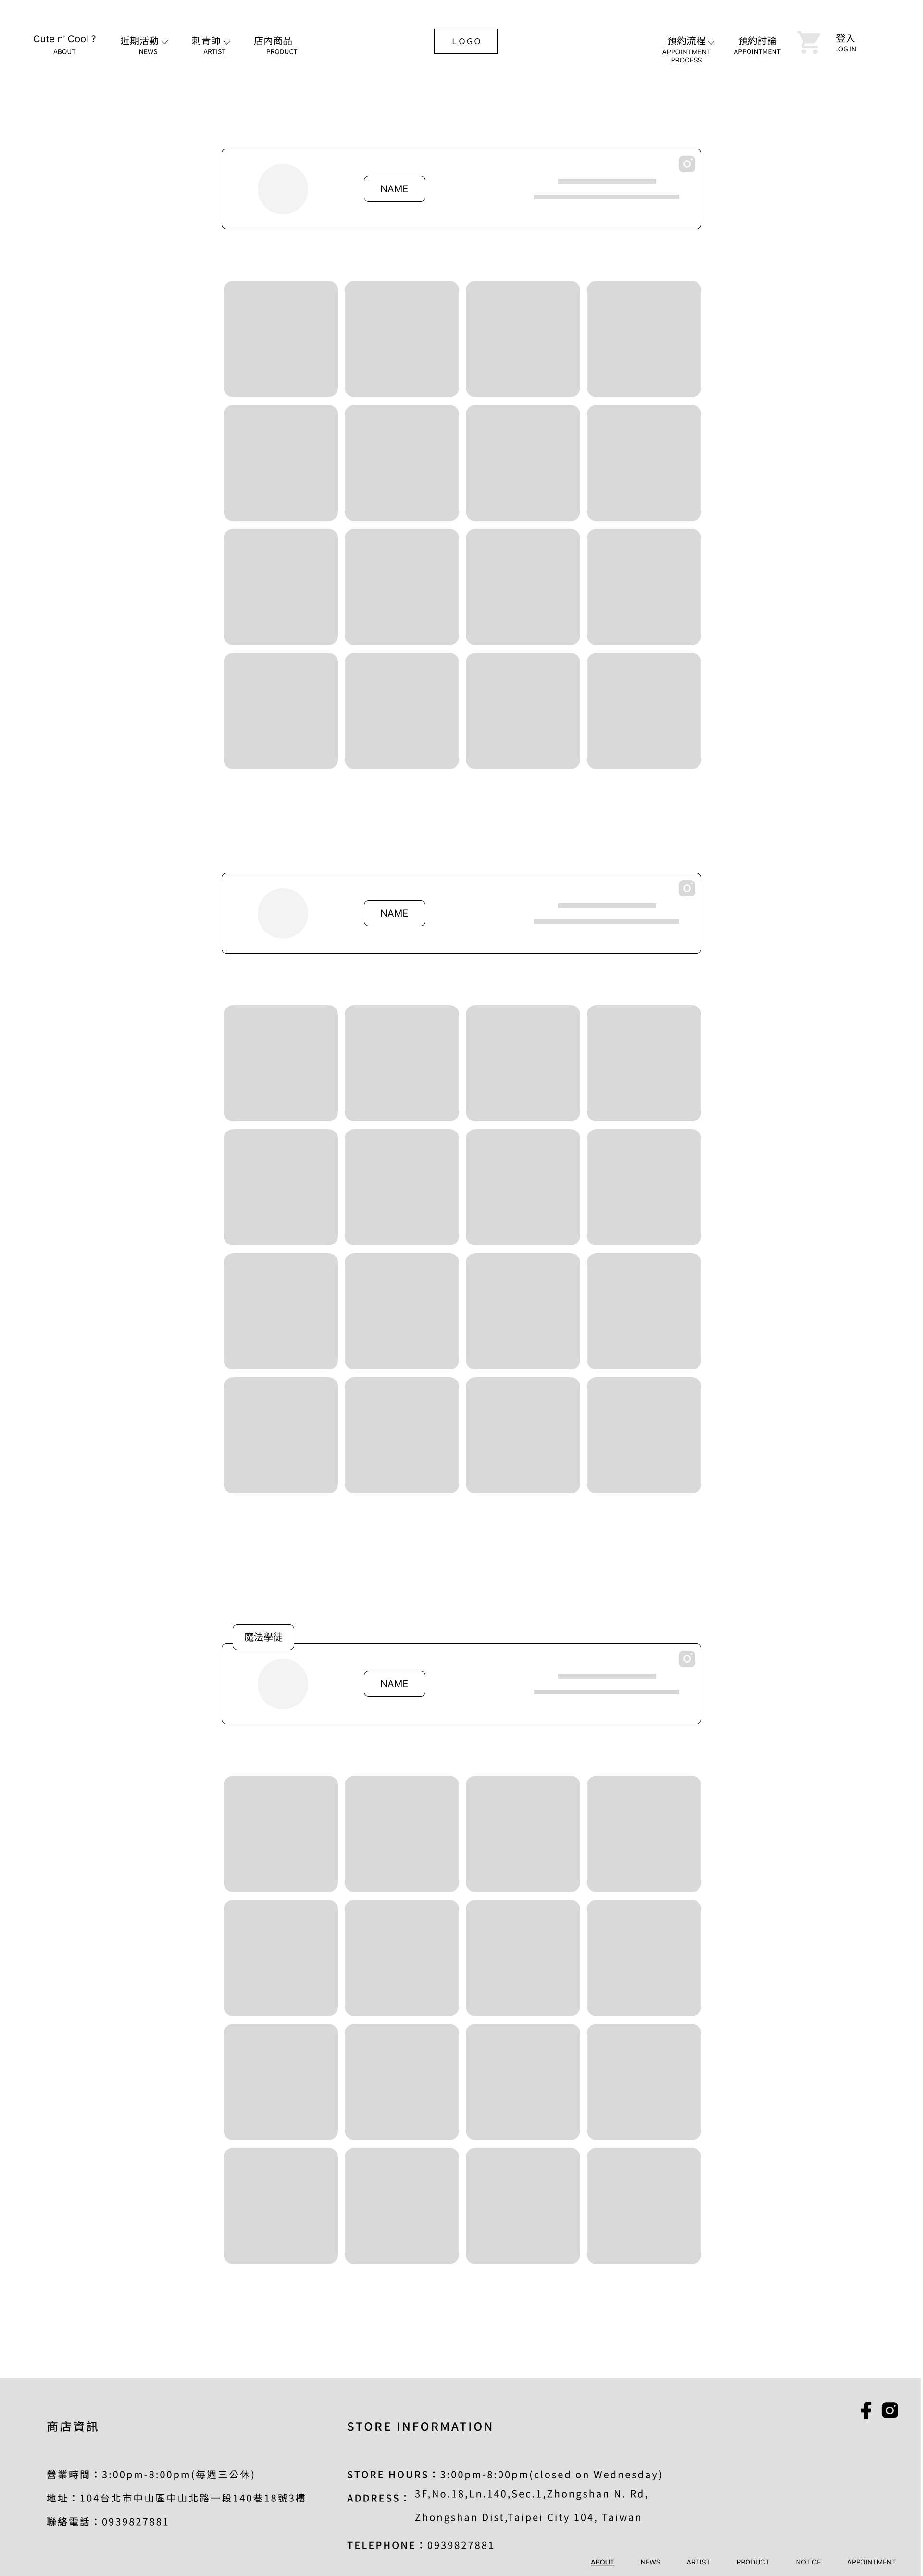 Cute n’ Cool ?
ABOUT
近期活動
NEWS
刺青師
ARTIST
店內商品
PRODUCT
LOGO
預約流程
APPOINTMENT
PROCESS
預約討論
APPOINTMENT
登入
LOG IN
NAME
NAME
魔法學徒
NAME
商店資訊
營業時間：3:00pm-8:00pm(每週三公休)
地址：104台北市中山區中山北路一段140巷18號3樓
聯絡電話：0939827881
STORE INFORMATION
STORE HOURS：3:00pm-8:00pm(closed on Wednesday)
ADDRESS： 3F,No.18,Ln.140,Sec.1,Zhongshan N. Rd,
Zhongshan Dist,Taipei City 104, Taiwan
TELEPHONE：0939827881
ABOUT NEWS ARTIST PRODUCT NOTICE APPOINTMENT